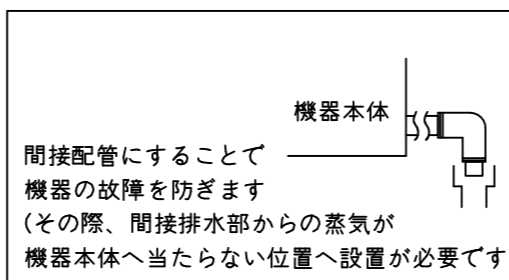 機器本体
間接配管にすることで
機器の故障を防ぎます
(その際、間接排水部からの蒸気が
機器本体へ当たらない位置へ設置が必要です